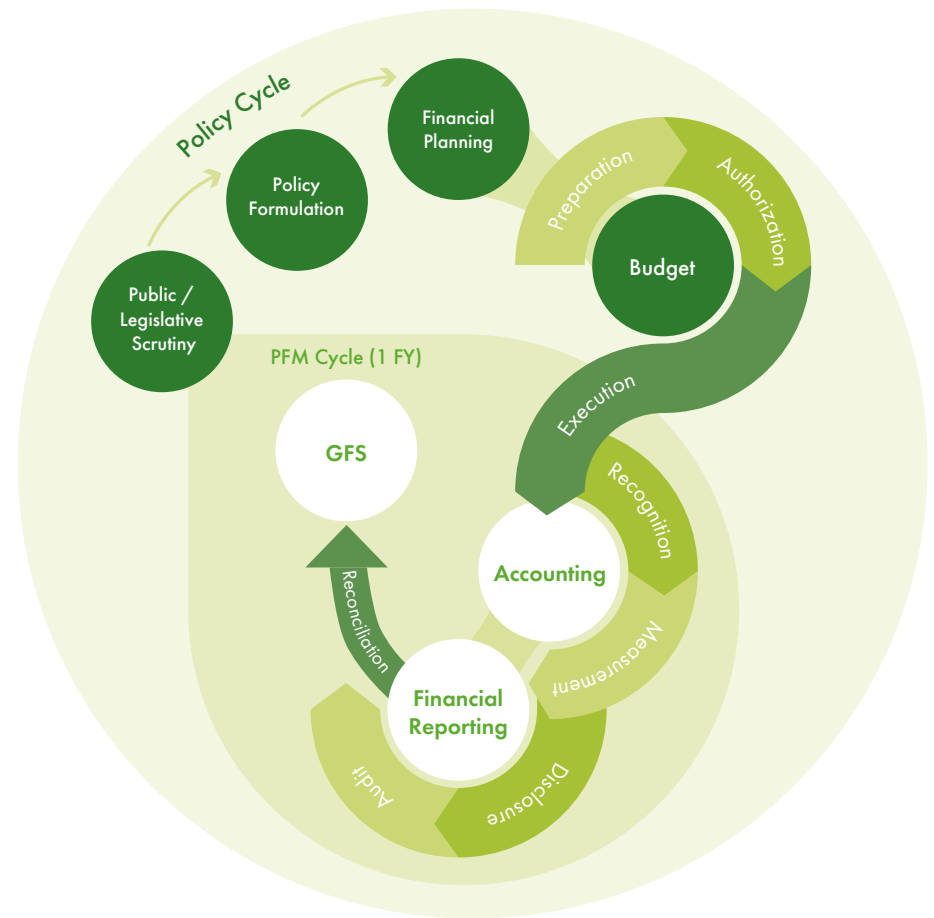 Policy Cycle
Public /
Legislative
Scrutiny
Policy
Formulation
Financial
Planning
Preparation
Authorization
Budget
Execution
PFM Cycle (1 FY)
GFS
Recognition
Accounting
Measurement
Reconciliation
Financial
Reporting
Disclosure
Audit